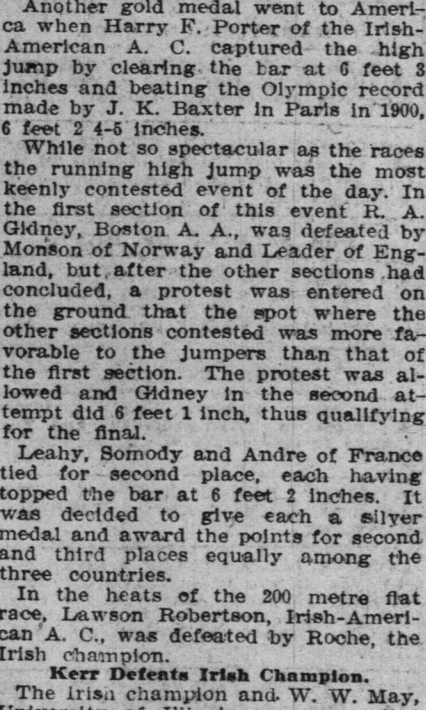 Another gold medal went to Ameri-
ca when Harry F. Porter of the Irish-
American A. C. captured the high
jump by clearing the bar at 6 feet 3
inches and beating the Olympic record
made by J. K. Baxter in Paris in 1900,
6 feet 2 4-5 inches.
While not so spectacular as the races
the running high jump was the most
keenly contested event of the day. In
the first section of this event R. A.
Gidney, Boston A. A., was defeated by
Monson of Norway and Leader of Eng-
land, but after the other sections had
concluded, a protest was entered on
the ground that the spot where the
other sections contested was more fa-
vorable to the jumpers than that of
the first section. The protest was al-
lowed and Gidney in the second at-
tempt did 6 feet 1 inch, thus qualifying
for the final.
Leahy, Somody and Andre of France
tied for second place, each having
topped the bar at 6 feet 2 inches. It
was decided to give each a silver
medal and award the points for second
and third places equally among the
three countries.
In the heats of the 200 metre flat
race, Lawson Robertson, Irish-Ameri-
can A. C., was defeated by Roche, the
Irish champion.
Kerr Defeats Irish Champion.
The Irish champion and W. W. May,